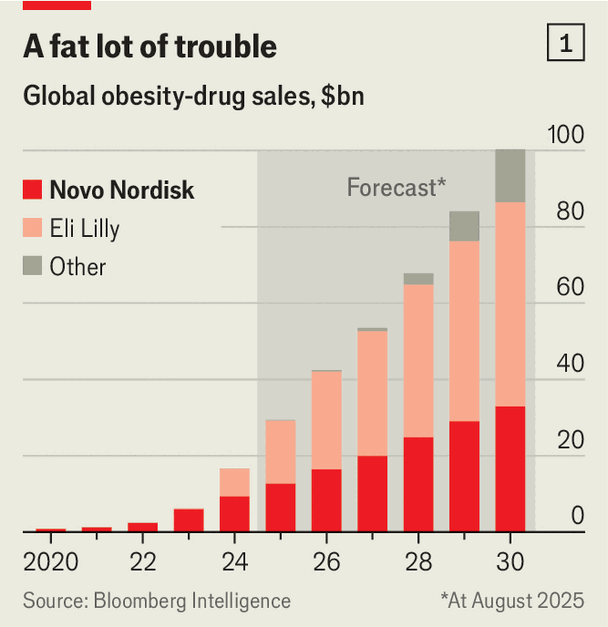 A fat lot of trouble
1
Global obesity-drug sales, $bn
100
Novo Nordisk
Forecast*
Eli Lilly
80
Other
60
40
20
0
2020 22 24 26 28 30
Source: Bloomberg Intelligence
*At August 2025